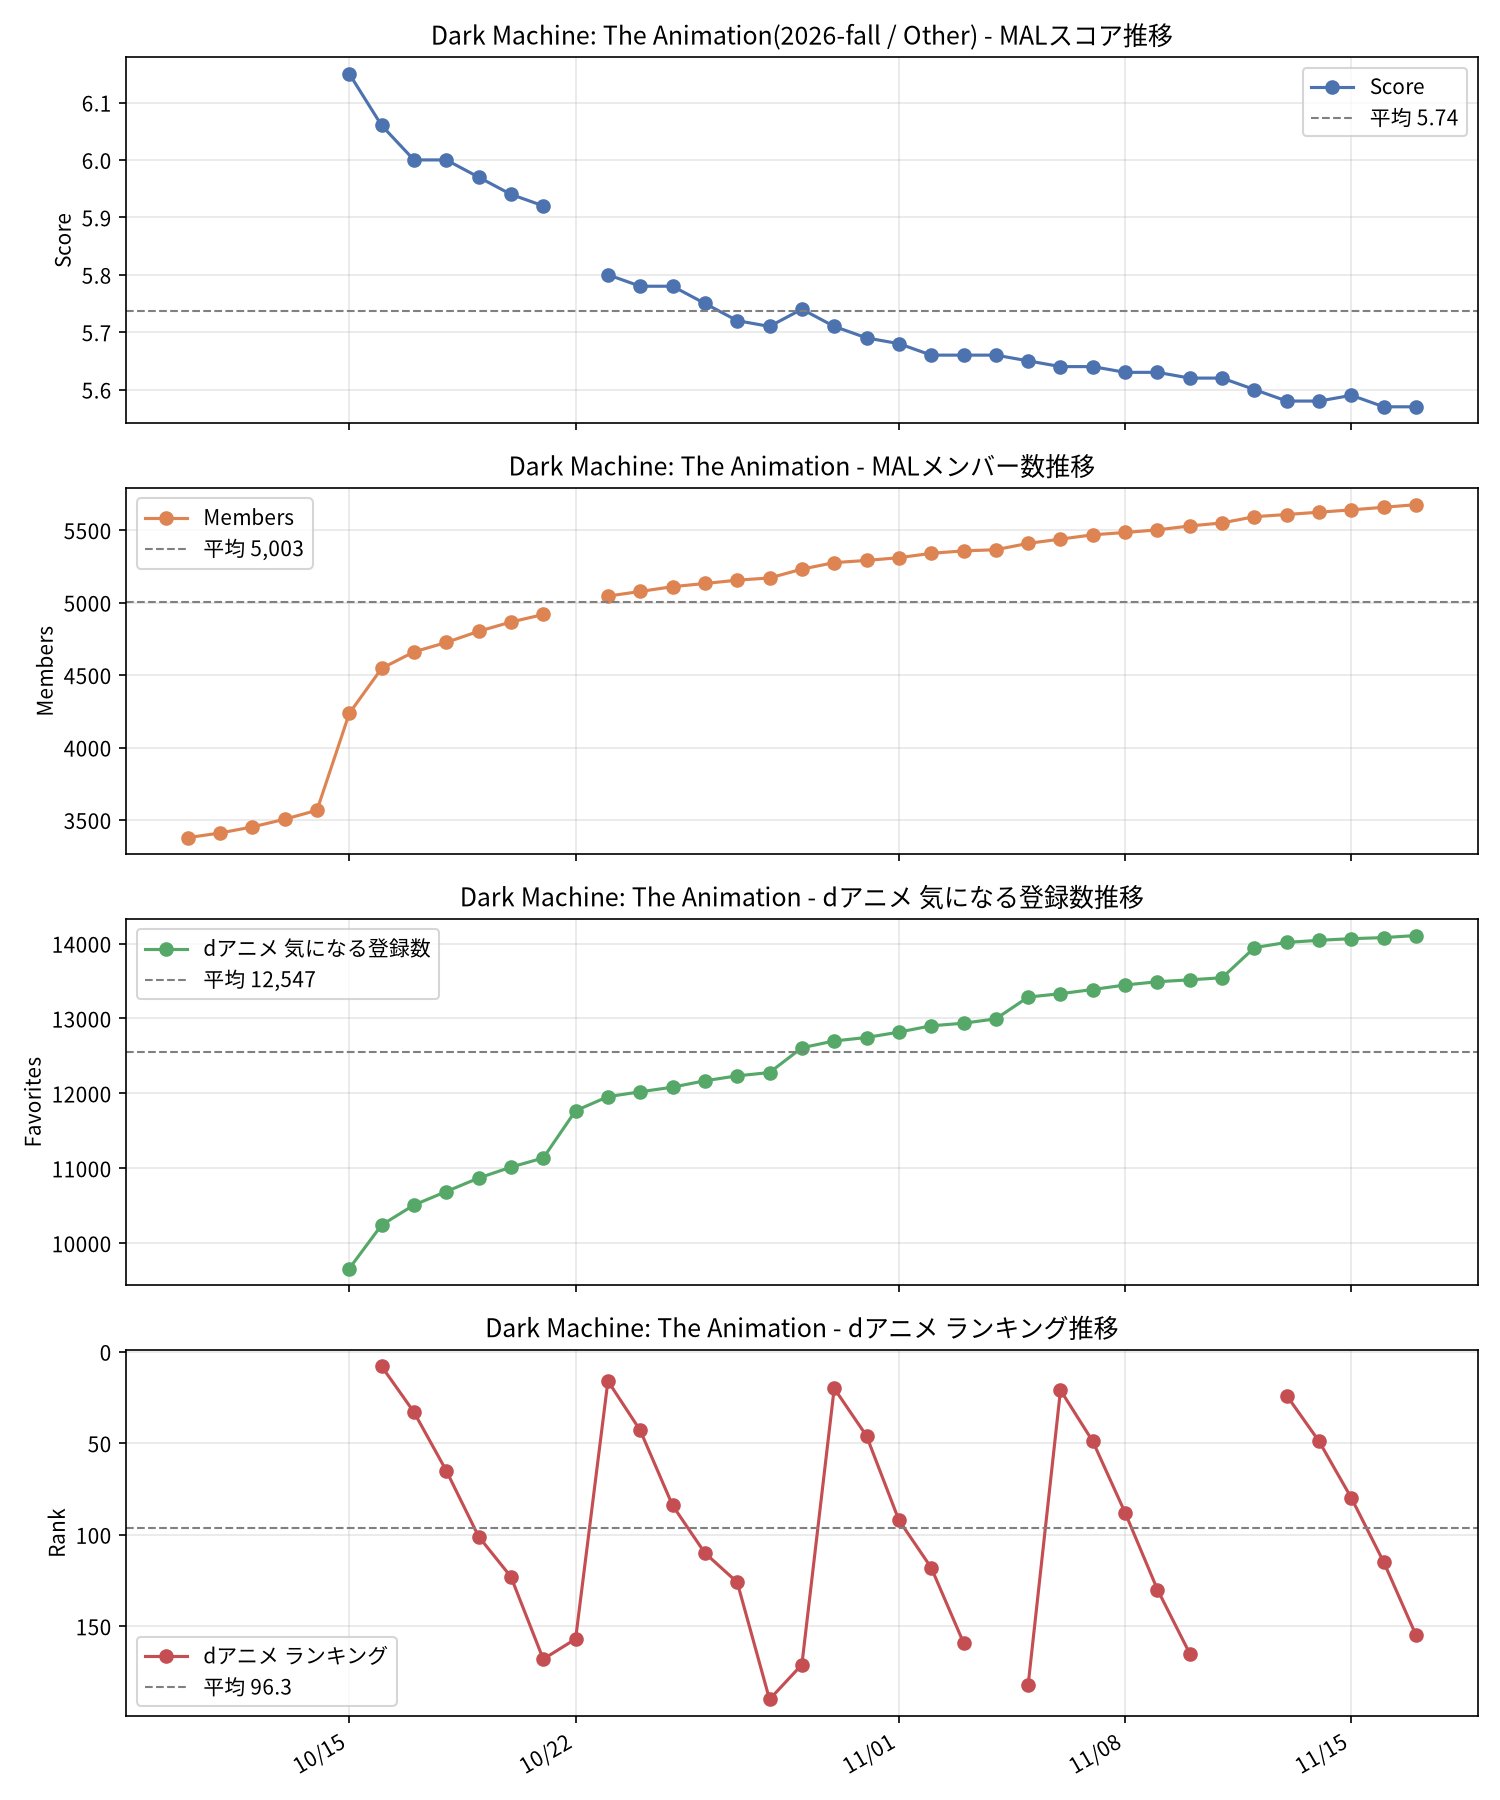 Dark Machine: The Animation(2026-fall / Other) - MALスコア推移
Score
平均 5.74
6.1
6.0
5.9
5.8
5.7
5.6
Score
Dark Machine: The Animation - MALメンバー数推移
Members
平均 5,003
5500
5000
4500
4000
3500
Members
Dark Machine: The Animation - dアニメ 気になる登録数推移
dアニメ 気になる登録数
平均 12,547
14000
13000
12000
11000
10000
Favorites
Dark Machine: The Animation - dアニメ ランキング推移
0
50
100
150
Rank
dアニメ ランキング
平均 96.3
10/15
10/22
11/01
11/08
11/15